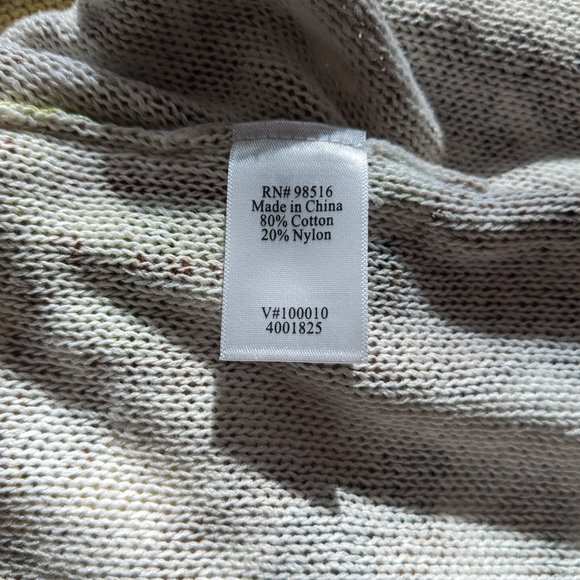 RN# 98516
Made in China
80% Cotton
20% Nylon
V#100010
4001825